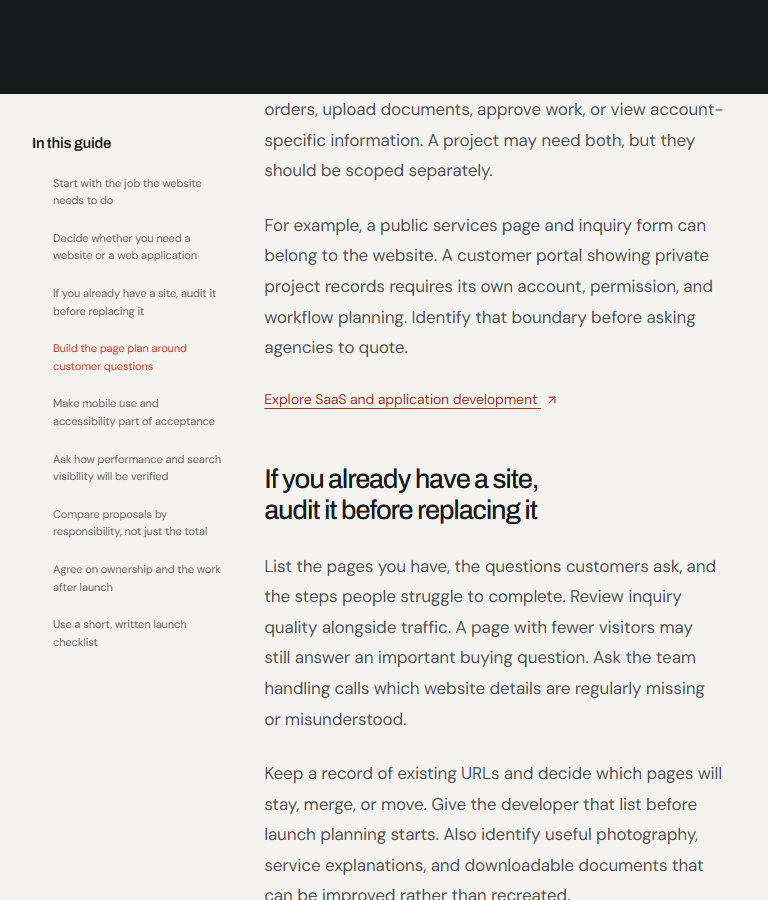 In this guide
Start with the job the website
needs to do
Decide whether you need a
website or a web application
If you already have a site, audit it
before replacing it
Build the page plan around
customer questions
Make mobile use and
accessibility part of acceptance
Ask how performance and search
visibility will be verified
Compare proposals by
responsibility, not just the total
Agree on ownership and the work
after launch
Use a short, written launch
checklist
orders, upload documents, approve work, or view account-
specific information. A project may need both, but they
should be scoped separately.
For example, a public services page and inquiry form can
belong to the website. A customer portal showing private
project records requires its own account, permission, and
workflow planning. Identify that boundary before asking
agencies to quote.
Explore SaaS and application development ↗
If you already have a site,
audit it before replacing it
List the pages you have, the questions customers ask, and
the steps people struggle to complete. Review inquiry
quality alongside traffic. A page with fewer visitors may
still answer an important buying question. Ask the team
handling calls which website details are regularly missing
or misunderstood.
Keep a record of existing URLs and decide which pages will
stay, merge, or move. Give the developer that list before
launch planning starts. Also identify useful photography,
service explanations, and downloadable documents that
can be improved rather than recreated.